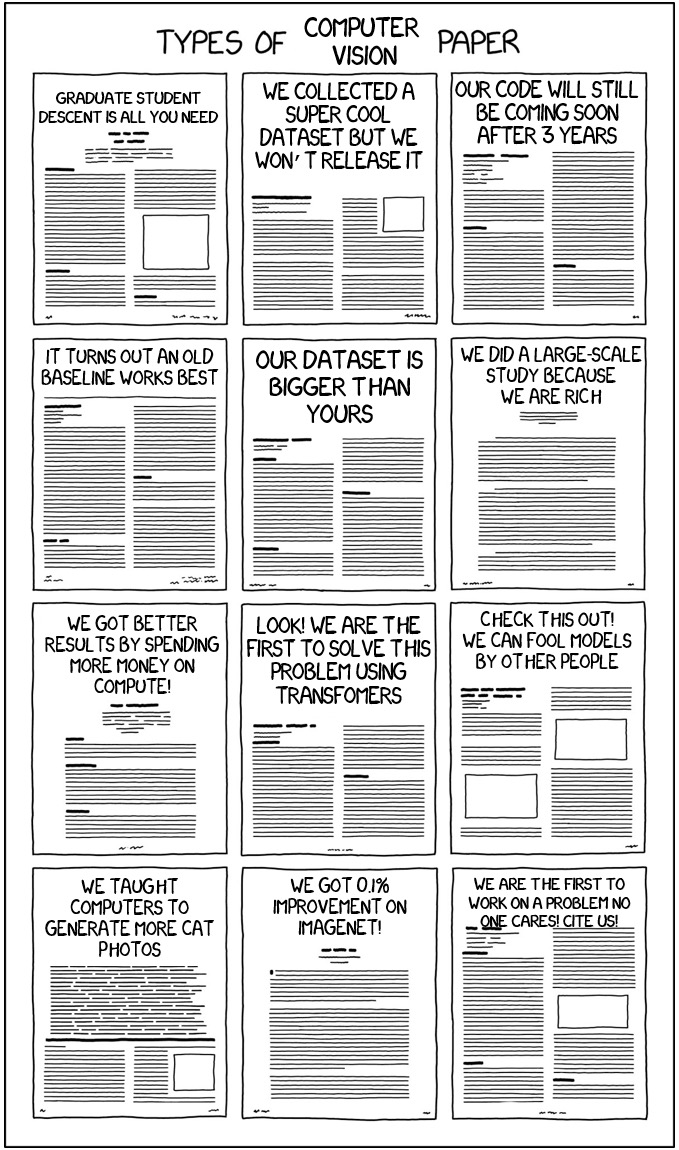 TYPES OF COMPUTER VISION PAPER
GRADUATE STUDENT
DESCENT IS ALL YOU NEED
WE COLLECTED A
SUPER COOL
DATASET BUT WE
WON'T RELEASE IT
OUR CODE WILL STILL
BE COMING SOON
AFTER 3 YEARS
IT TURNS OUT AN OLD
BASELINE WORKS BEST
OUR DATASET IS
BIGGER THAN
YOURS
WE DID A LARGE-SCALE
STUDY BECAUSE
WE ARE RICH
WE GOT BETTER
RESULTS BY SPENDING
MORE MONEY ON
COMPUTE!
LOOK! WE ARE THE
FIRST TO SOLVE THIS
PROBLEM USING
TRANSFOMERS
CHECK THIS OUT!
WE CAN FOOL MODELS
BY OTHER PEOPLE
WE TAUGHT
COMPUTERS TO
GENERATE MORE CAT
PHOTOS
WE GOT 0.1%
IMPROVEMENT ON
IMAGENET!
WE ARE THE FIRST TO
WORK ON A PROBLEM NO
ONE CARES! CITE US!